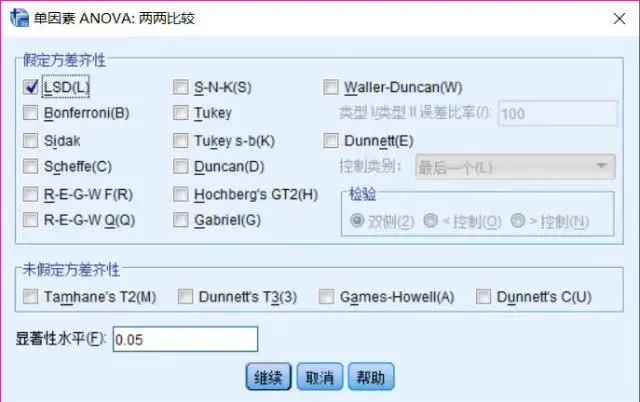 单因素 ANOVA: 两两比较
假定方差齐性
LSD(L) S-N-K(S) Waller-Duncan(W)
Bonferroni(B) Tukey 类型 I/类型 II 误差比率(/): 100
Sidak Tukey s-b(K) Dunnett(E)
Scheffe(C) Duncan(D) 控制类别: 最后一个(L)
R-E-G-W F(R) Hochberg's GT2(H) 检验
R-E-G-W Q(Q) Gabriel(G) 双侧(2) < 控制(O) > 控制(N)
未假定方差齐性
Tamhane's T2(M) Dunnett's T3(3) Games-Howell(A) Dunnett's C(U)
显著性水平(F): 0.05
继续 取消 帮助